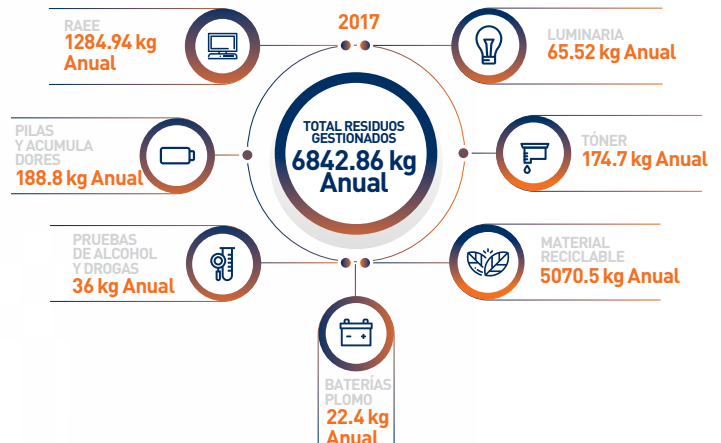 2017
RAEE
1284.94 kg
Anual
LUMINARIA
65.52 kg Anual
PILAS
Y ACUMULA
DORES
188.8 kg Anual
TOTAL RESIDUOS
GESTIONADOS
6842.86 kg
Anual
TÓNER
174.7 kg Anual
PRUEBAS
DE ALCOHOL
Y DROGAS
36 kg Anual
MATERIAL
RECICLABLE
5070.5 kg Anual
BATERÍAS
PLOMO
22.4 kg
Anual